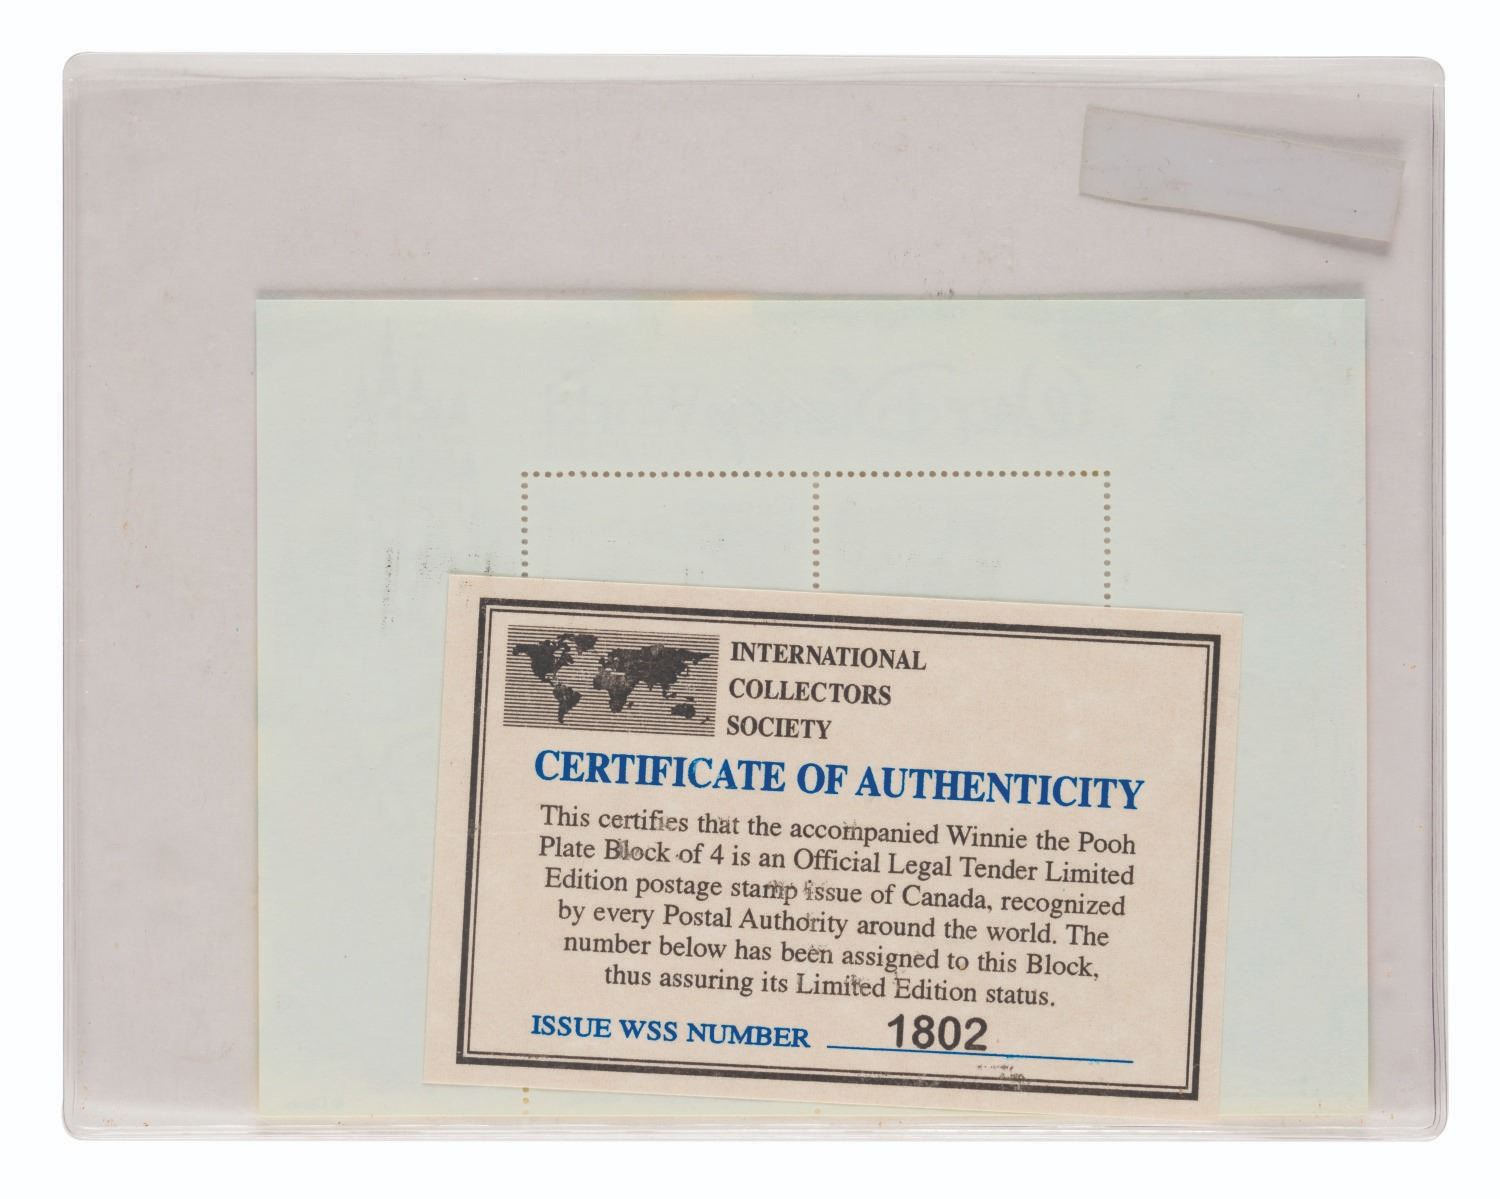 INTERNATIONAL
COLLECTORS
SOCIETY
CERTIFICATE OF AUTHENTICITY
This certifies that the accompanied Winnie the Pooh
Plate Block of 4 is an Official Legal Tender Limited
Edition postage stamp issue of Canada, recognized
by every Postal Authority around the world. The
number below has been assigned to this Block,
thus assuring its Limited Edition status.
ISSUE WSS NUMBER 1802